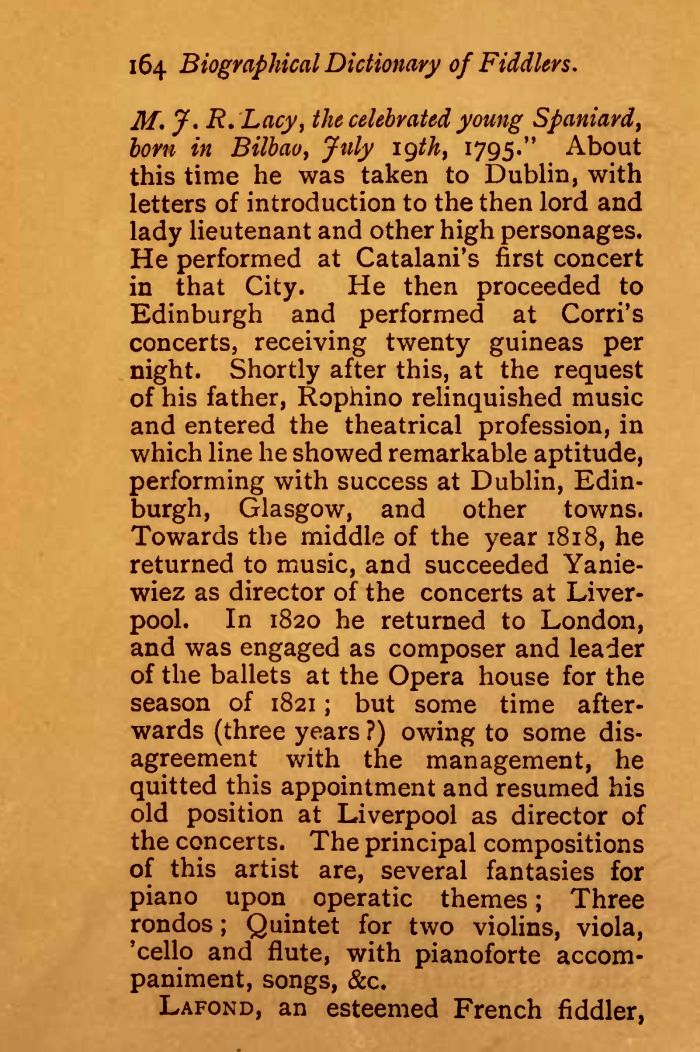 164 Biographical Dictionary of Fiddlers.
M. J. R. Lacy, the celebrated young Spaniard,
born in Bilbao, July 19th, 1795." About
this time he was taken to Dublin, with
letters of introduction to the then lord and
lady lieutenant and other high personages.
He performed at Catalani's first concert
in that City. He then proceeded to
Edinburgh and performed at Corri's
concerts, receiving twenty guineas per
night. Shortly after this, at the request
of his father, Rophino relinquished music
and entered the theatrical profession, in
which line he showed remarkable aptitude,
performing with success at Dublin, Edin-
burgh, Glasgow, and other towns.
Towards the middle of the year 1818, he
returned to music, and succeeded Yanie-
wiez as director of the concerts at Liver-
pool. In 1820 he returned to London,
and was engaged as composer and leader
of the ballets at the Opera house for the
season of 1821 ; but some time after-
wards (three years ?) owing to some dis-
agreement with the management, he
quitted this appointment and resumed his
old position at Liverpool as director of
the concerts. The principal compositions
of this artist are, several fantasies for
piano upon operatic themes ; Three
rondos ; Quintet for two violins, viola,
'cello and flute, with pianoforte accom-
paniment, songs, &c.
LAFOND, an esteemed French fiddler,